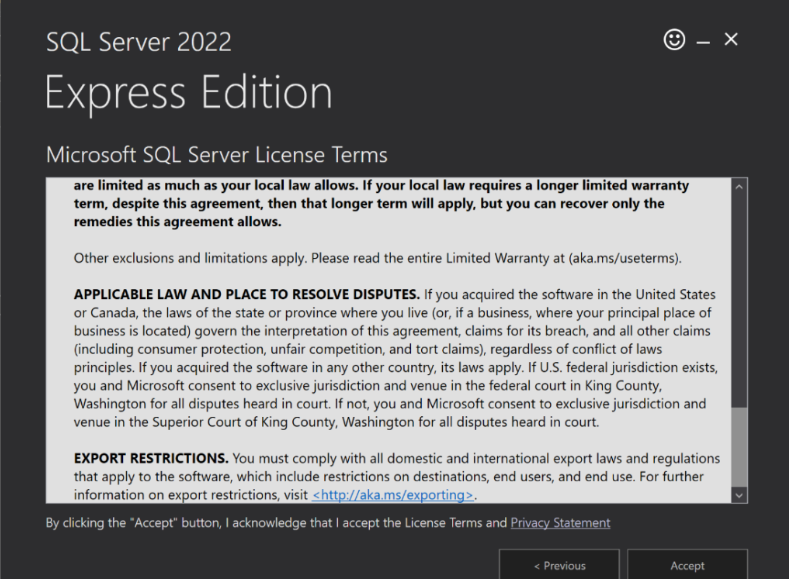 SQL Server 2022
Express Edition
Microsoft SQL Server License Terms
are limited as much as your local law allows. If your local law requires a longer limited warranty
term, despite this agreement, then that longer term will apply, but you can recover only the
remedies this agreement allows.
Other exclusions and limitations apply. Please read the entire Limited Warranty at (aka.ms/useterms).
APPLICABLE LAW AND PLACE TO RESOLVE DISPUTES. If you acquired the software in the United States
or Canada, the laws of the state or province where you live (or, if a business, where your principal place of
business is located) govern the interpretation of this agreement, claims for its breach, and all other claims
(including consumer protection, unfair competition, and tort claims), regardless of conflict of laws
principles. If you acquired the software in any other country, its laws apply. If U.S. federal jurisdiction exists,
you and Microsoft consent to exclusive jurisdiction and venue in the federal court in King County,
Washington for all disputes heard in court. If not, you and Microsoft consent to exclusive jurisdiction and
venue in the Superior Court of King County, Washington for all disputes heard in court.
EXPORT RESTRICTIONS. You must comply with all domestic and international export laws and regulations
that apply to the software, which include restrictions on destinations, end users, and end use. For further
information on export restrictions, visit <http://aka.ms/exporting>.
By clicking the "Accept" button, I acknowledge that I accept the License Terms and Privacy Statement
< Previous
Accept